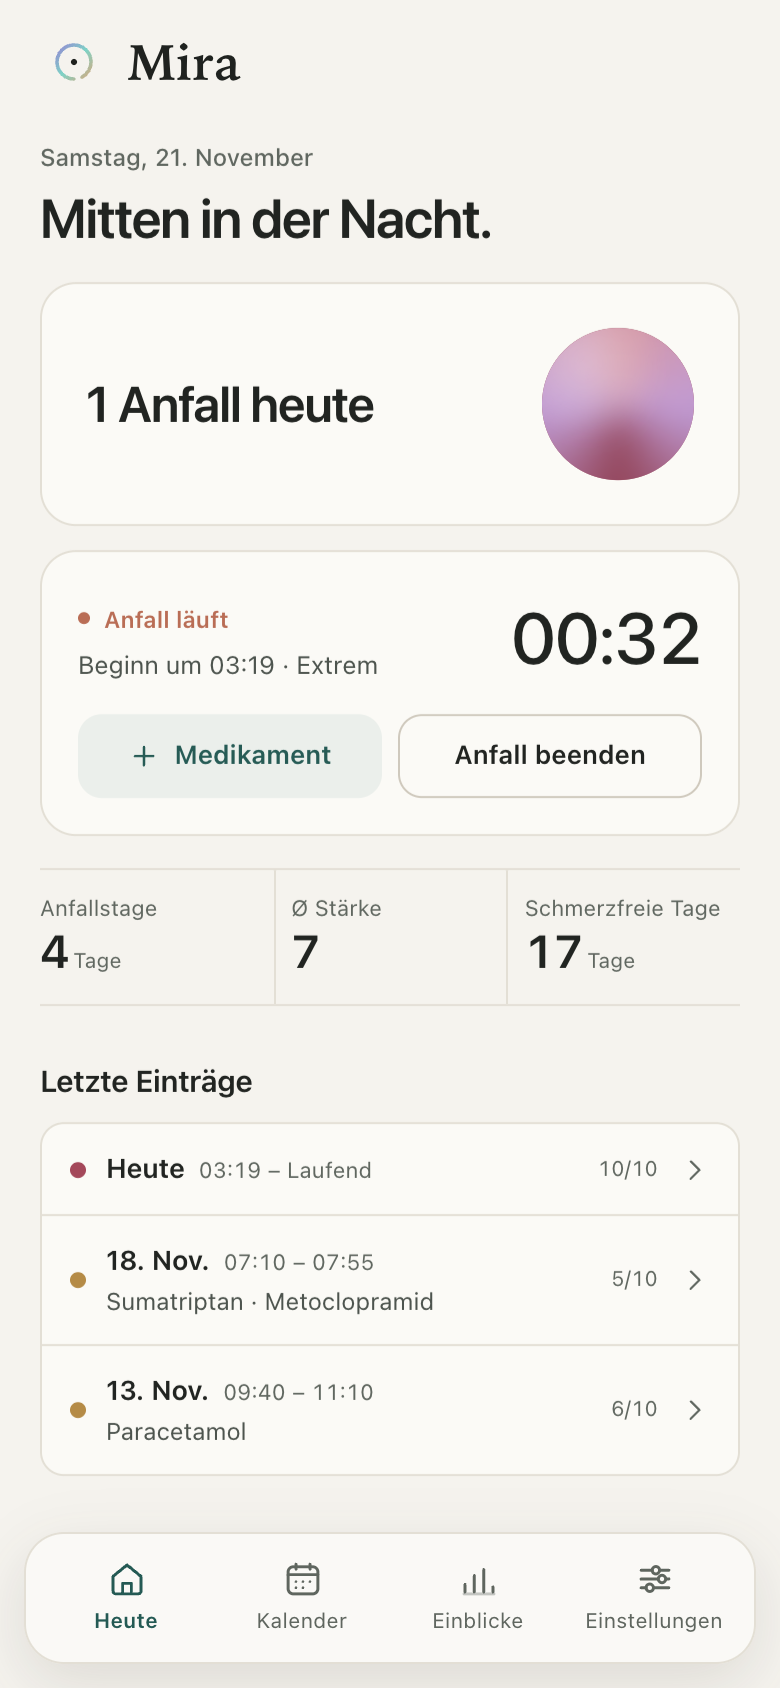 Mira
Samstag, 21. November
Mitten in der Nacht.
1 Anfall heute
Anfall läuft
Beginn um 03:19 · Extrem
00:32
+ Medikament
Anfall beenden
Anfallstage
4 Tage
Ø Stärke
7
Schmerzfreie Tage
17 Tage
Letzte Einträge
Heute 03:19 – Laufend
10/10
18. Nov. 07:10 – 07:55
Sumatriptan · Metoclopramid
5/10
13. Nov. 09:40 – 11:10
Paracetamol
6/10
Heute
Kalender
Einblicke
Einstellungen